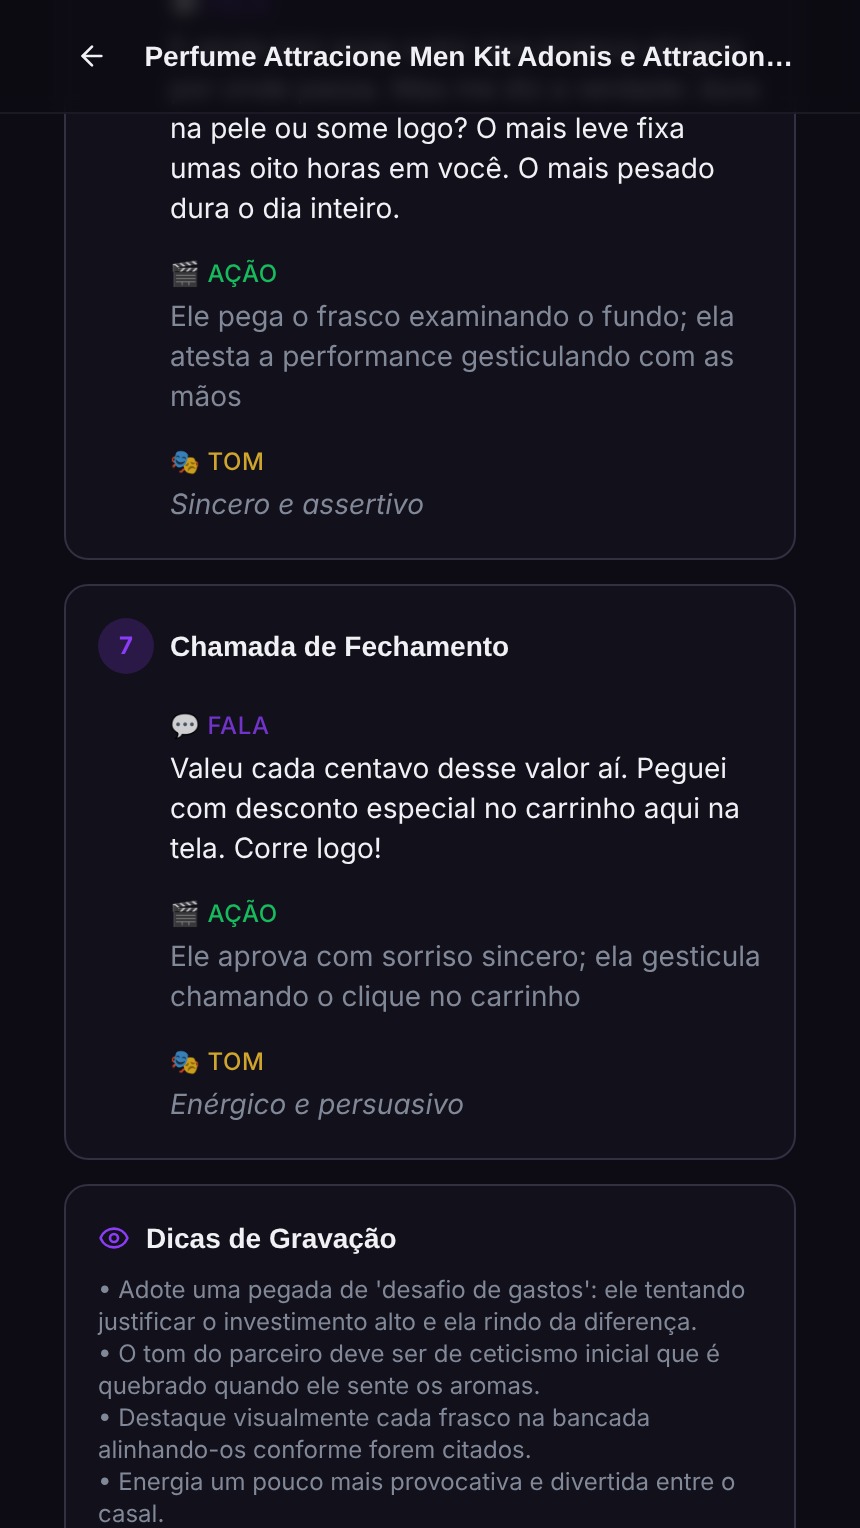 Perfume Attracione Men Kit Adonis e Attracion...
na pele ou some logo? O mais leve fixa
umas oito horas em você. O mais pesado
dura o dia inteiro.
🎬 AÇÃO
Ele pega o frasco examinando o fundo; ela
atesta a performance gesticulando com as
mãos
🎭 TOM
Sincero e assertivo
7
Chamada de Fechamento
💬 FALA
Valeu cada centavo desse valor aí. Peguei
com desconto especial no carrinho aqui na
tela. Corre logo!
🎬 AÇÃO
Ele aprova com sorriso sincero; ela gesticula
chamando o clique no carrinho
🎭 TOM
Enérgico e persuasivo
Dicas de Gravação
• Adote uma pegada de 'desafio de gastos': ele tentando
justificar o investimento alto e ela rindo da diferença.
• O tom do parceiro deve ser de ceticismo inicial que é
quebrado quando ele sente os aromas.
• Destaque visualmente cada frasco na bancada
alinhando-os conforme forem citados.
• Energia um pouco mais provocativa e divertida entre o
casal.